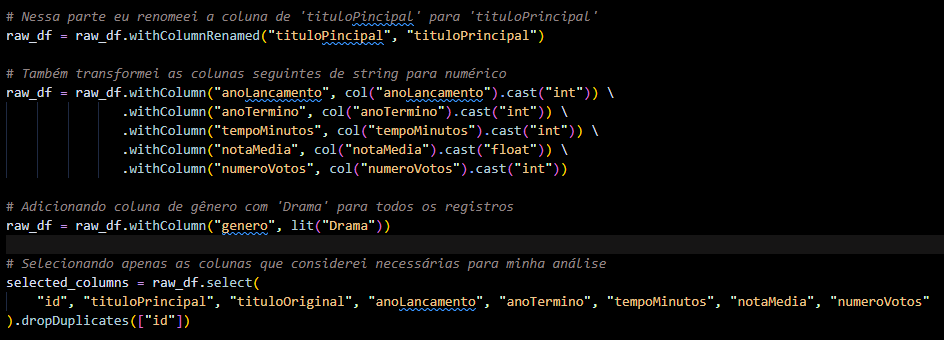 # Nessa parte eu renomeei a coluna de 'tituloPincipal' para 'tituloPrincipal'
raw_df = raw_df.withColumnRenamed("tituloPincipal", "tituloPrincipal")
# Também transformei as colunas seguintes de string para numérico
raw_df = raw_df.withColumn("anoLancamento", col("anoLancamento").cast("int")) \
.withColumn("anoTermino", col("anoTermino").cast("int")) \
.withColumn("tempoMinutos", col("tempoMinutos").cast("int")) \
.withColumn("notaMedia", col("notaMedia").cast("float")) \
.withColumn("numeroVotos", col("numeroVotos").cast("int"))
# Adicionando coluna de gênero com 'Drama' para todos os registros
raw_df = raw_df.withColumn("genero", lit("Drama"))
# Selecionando apenas as colunas que considerei necessárias para minha análise
selected_columns = raw_df.select(
"id", "tituloPrincipal", "tituloOriginal", "anoLancamento", "anoTermino", "tempoMinutos", "notaMedia", "numeroVotos"
).dropDuplicates(["id"])